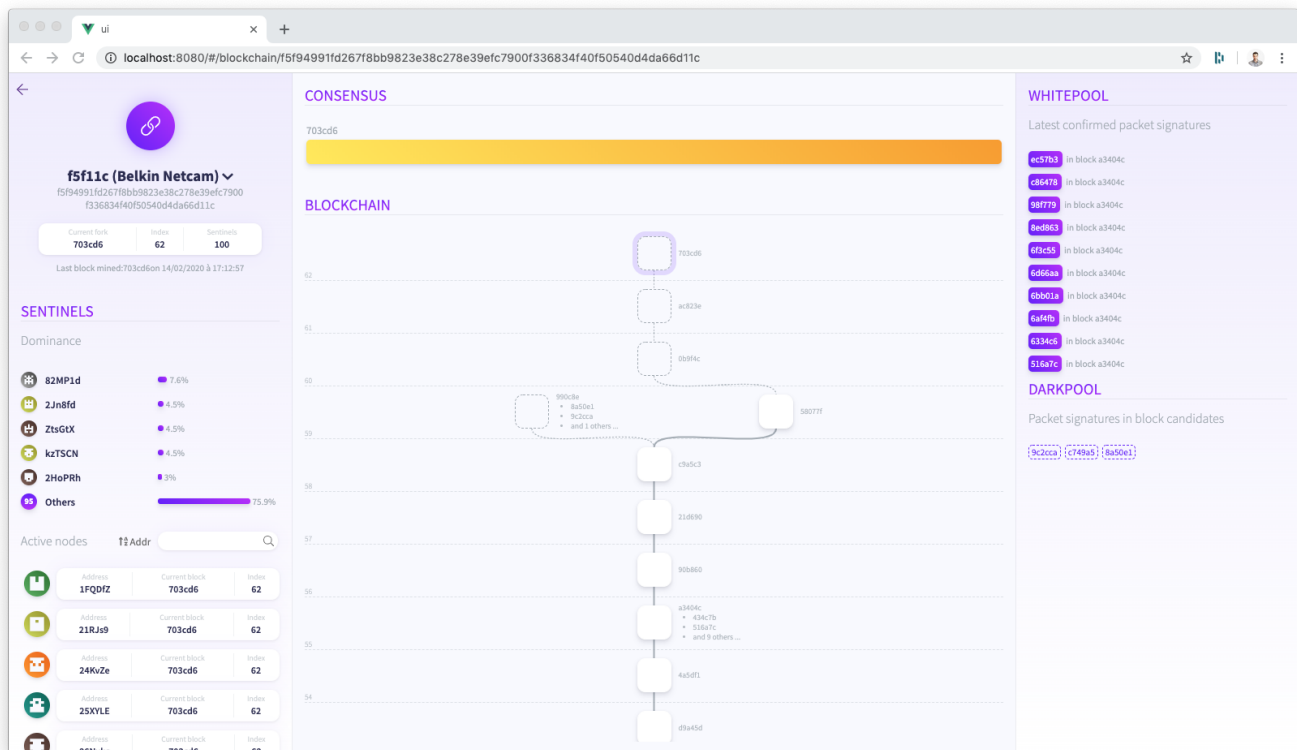 ui
localhost:8080/#/blockchain/f5f94991fd267f8bb9823e38c278e39efc7900f336834f40f50540d4da66d11c
f5f11c (Belkin Netcam)
f5f94991fd267f8bb9823e38c278e39efc7900
f336834f40f50540d4da66d11c
Current fork Index Sentinels
703cd6 62 100
Last block mined:703cd6on 14/02/2020 à 17:12:57
SENTINELS
Dominance
82MP1d 7.6%
2Jn8fd 4.5%
ZtsGtX 4.5%
kzTSCN 4.5%
2HoPRh 3%
95 Others 75.9%
Active nodes Addr
Address Current block Index
1FQDfZ 703cd6 62
Address Current block Index
21RJs9 703cd6 62
Address Current block Index
24KvZe 703cd6 62
Address Current block Index
25XYLE 703cd6 62
Address Current block Index
CONSENSUS
703cd6
BLOCKCHAIN
703cd6
62
ac823e
61
0b9f4c
60
990c8e
8a50e1
9c2cca
and 1 others ...
58077f
59
c9a5c3
58
21d690
57
90b860
56
a3404c
434c7b
516a7c
and 9 others ...
55
4a5df1
54
d9a45d
WHITEPOOL
Latest confirmed packet signatures
ec57b3 in block a3404c
c86478 in block a3404c
98f779 in block a3404c
8ed863 in block a3404c
6f3c55 in block a3404c
6d66aa in block a3404c
6bb01a in block a3404c
6af4fb in block a3404c
6334c6 in block a3404c
516a7c in block a3404c
DARKPOOL
Packet signatures in block candidates
9c2cca c749a5 8a50e1